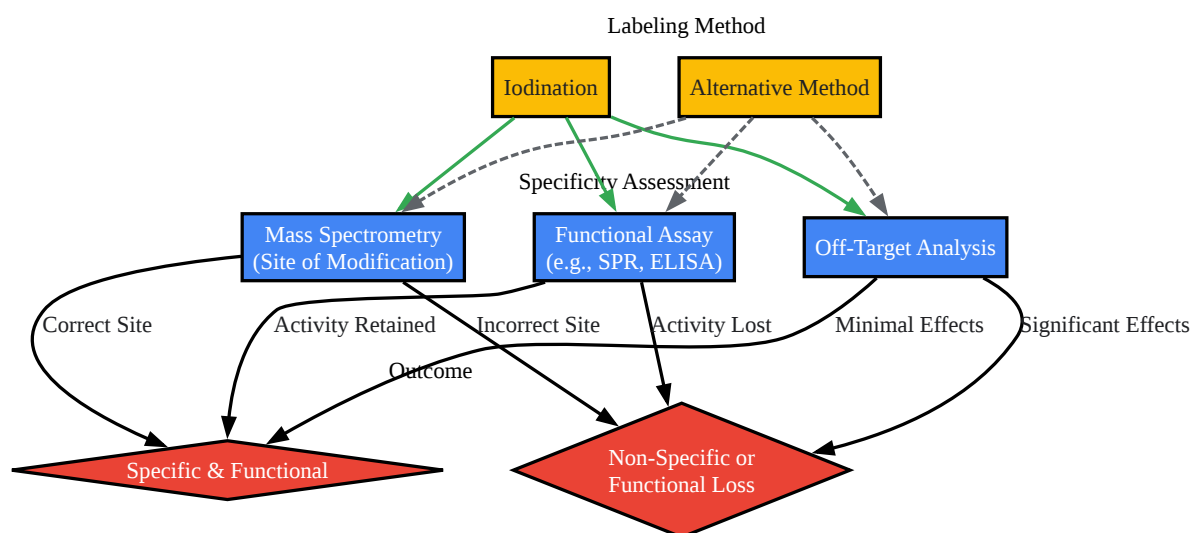 Labeling Method
Iodination
Alternative Method
Specificity Assessment
Mass Spectrometry
(Site of Modification)
Functional Assay
(e.g., SPR, ELISA)
Off-Target Analysis
Correct Site
Activity Retained
Incorrect Site
Activity Lost
Minimal Effects
Significant Effects
Outcome
Specific & Functional
Non-Specific or
Functional Loss